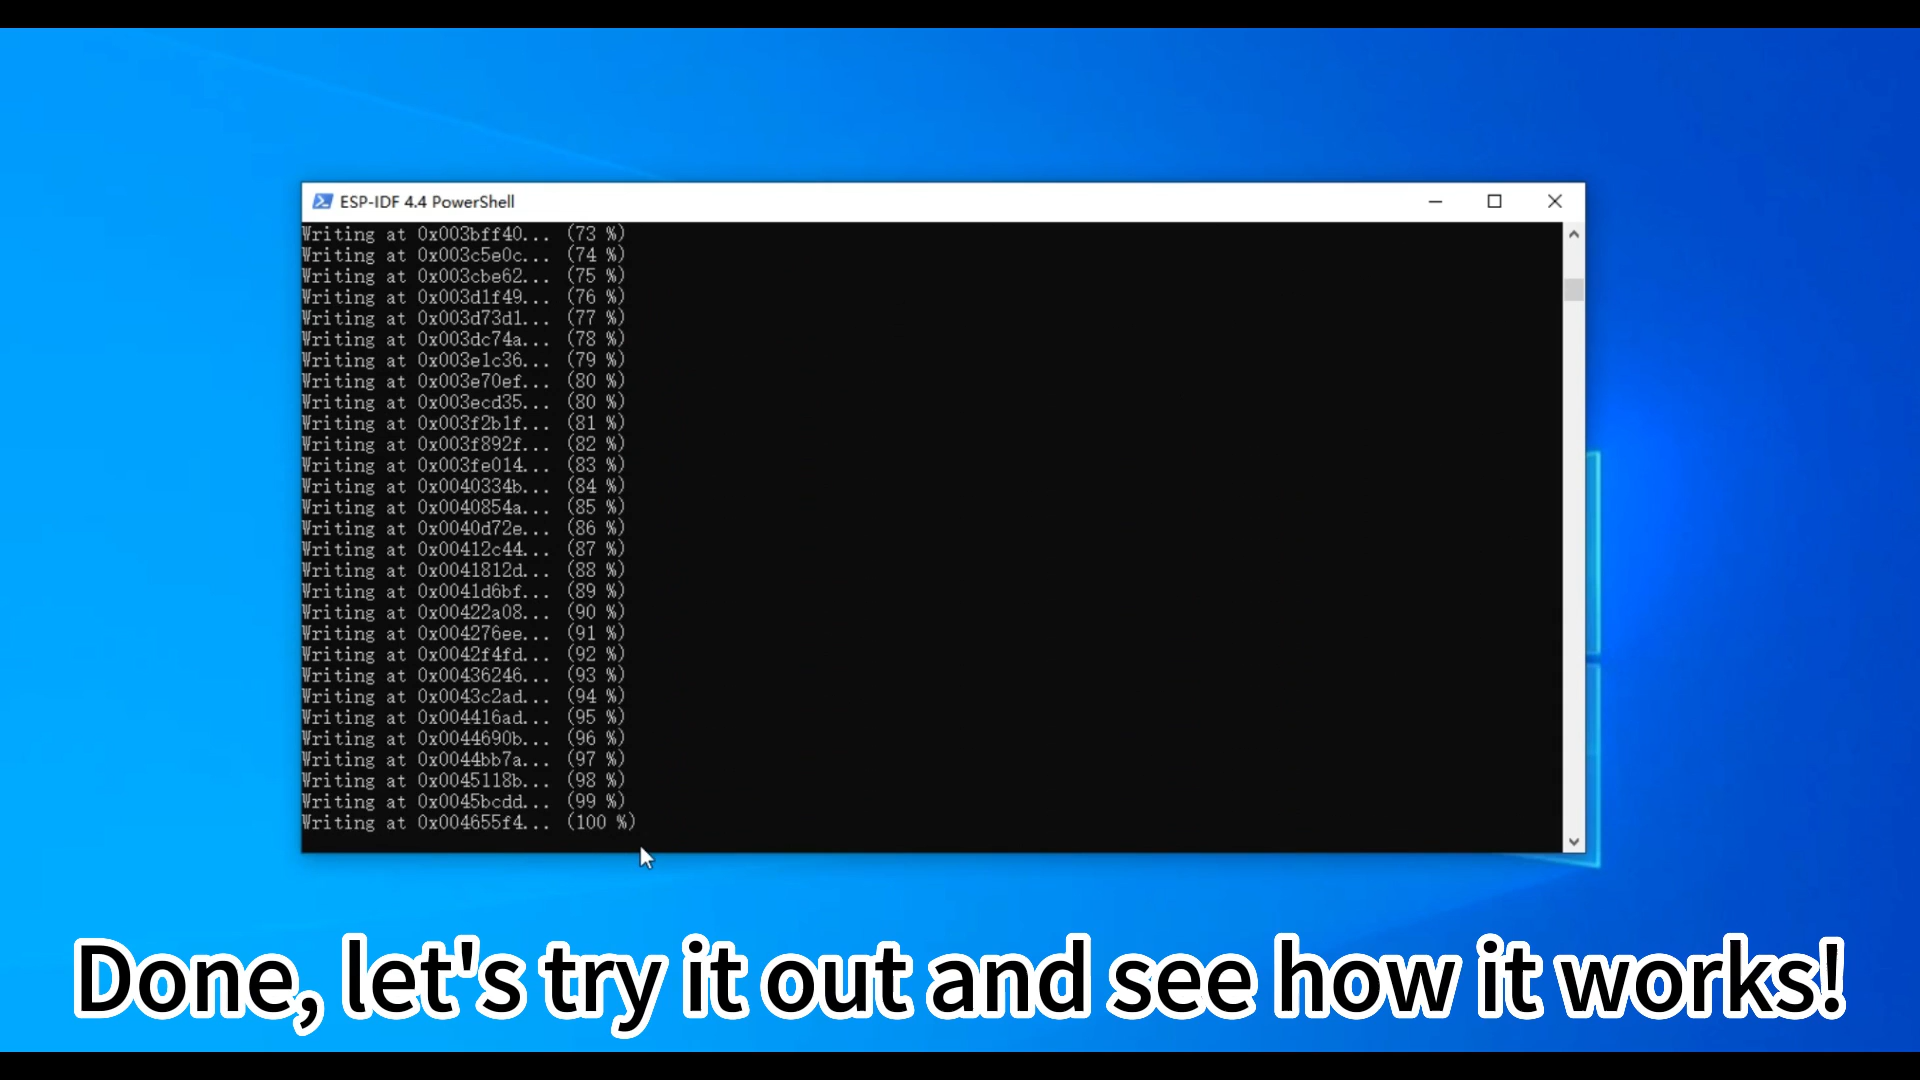 ESP-IDF 4.4 PowerShell
Writing at 0x003bff40... (73 %)
Writing at 0x003c5e0c... (74 %)
Writing at 0x003cbe62... (75 %)
Writing at 0x003d1f49... (76 %)
Writing at 0x003d73d1... (77 %)
Writing at 0x003dc74a... (78 %)
Writing at 0x003e1c36... (79 %)
Writing at 0x003e70ef... (80 %)
Writing at 0x003ecd35... (80 %)
Writing at 0x003f2b1f... (81 %)
Writing at 0x003f892f... (82 %)
Writing at 0x003fe014... (83 %)
Writing at 0x0040334b... (84 %)
Writing at 0x0040854a... (85 %)
Writing at 0x0040d72e... (86 %)
Writing at 0x00412c44... (87 %)
Writing at 0x0041812d... (88 %)
Writing at 0x0041d6bf... (89 %)
Writing at 0x00422a08... (90 %)
Writing at 0x004276ee... (91 %)
Writing at 0x0042f4fd... (92 %)
Writing at 0x00436246... (93 %)
Writing at 0x0043c2ad... (94 %)
Writing at 0x004416ad... (95 %)
Writing at 0x0044690b... (96 %)
Writing at 0x0044bb7a... (97 %)
Writing at 0x0045118b... (98 %)
Writing at 0x0045bcdd... (99 %)
Writing at 0x004655f4... (100 %)
Done, let's try it out and see how it works!